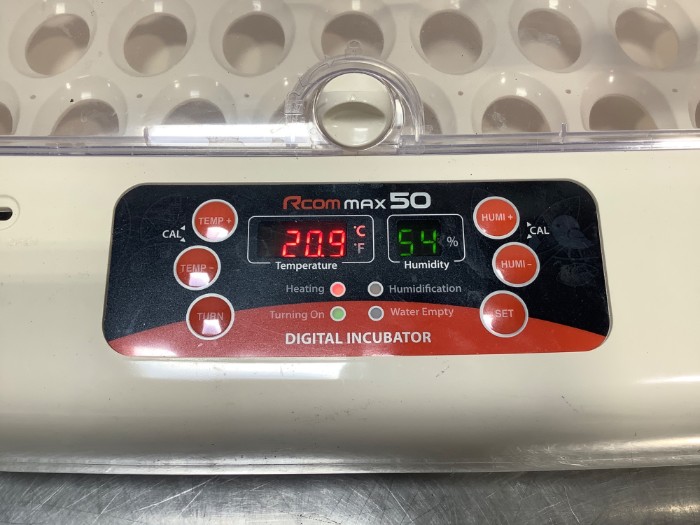 Rcom MAX 50
TEMP +
HUMI +
CAL
20.9 °C °F
54 %
CAL
TEMP –
Temperature
Humidity
HUMI –
Heating
Humidification
TURN
Turning On
Water Empty
SET
DIGITAL INCUBATOR